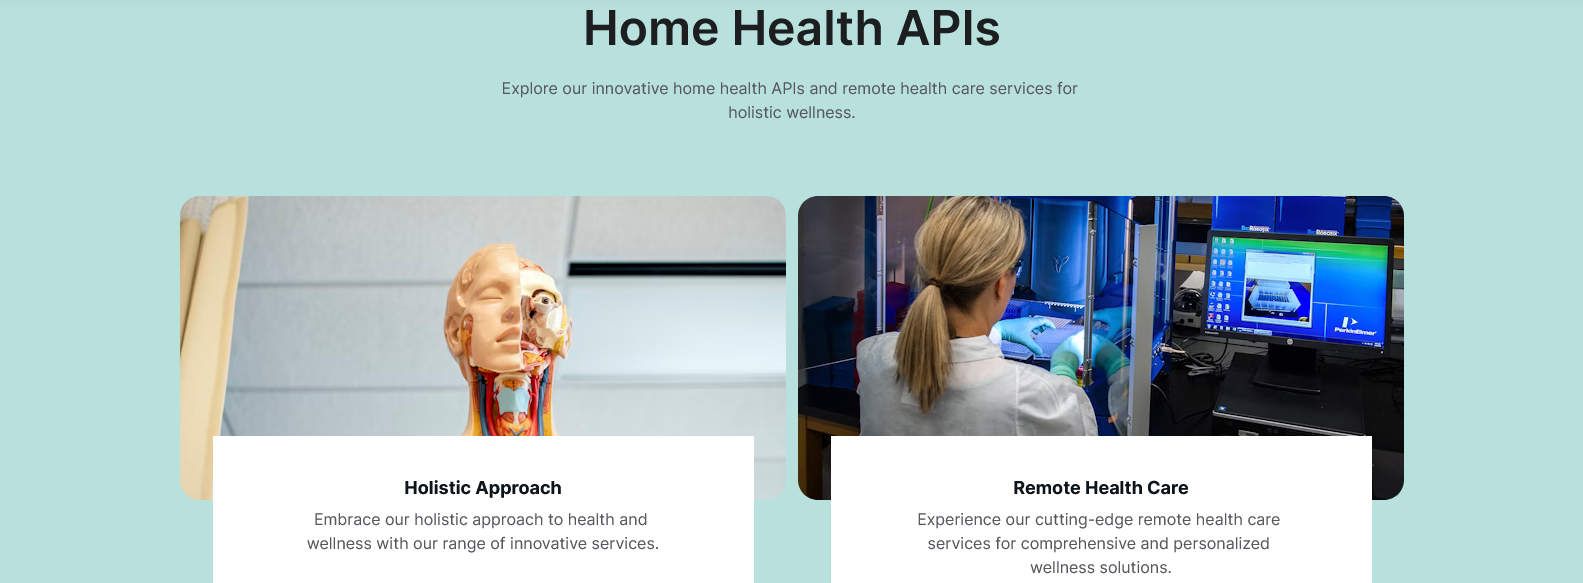 Home Health APIs
Explore our innovative home health APIs and remote health care services for
holistic wellness.
PerkinElmer
Holistic Approach
Embrace our holistic approach to health and
wellness with our range of innovative services.
Remote Health Care
Experience our cutting-edge remote health care
services for comprehensive and personalized
wellness solutions.